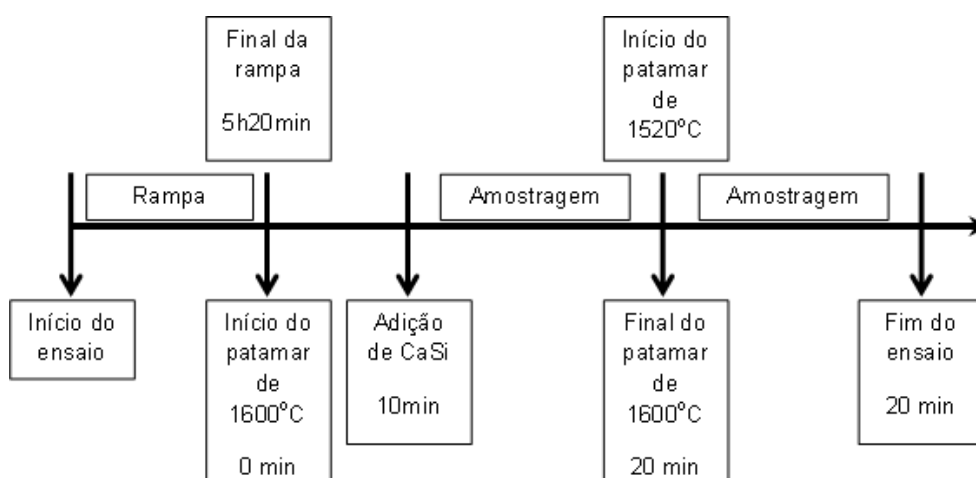 Final da
rampa
5h20min
Início do
patamar
de
1520°C
Rampa
Amostragem
Amostragem
Início do
ensaio
Início do
patamar
de
1600°C
0 min
Adição
de CaSi
10min
Final do
patamar
de
1600°C
20 min
Fim do
ensaio
20 min